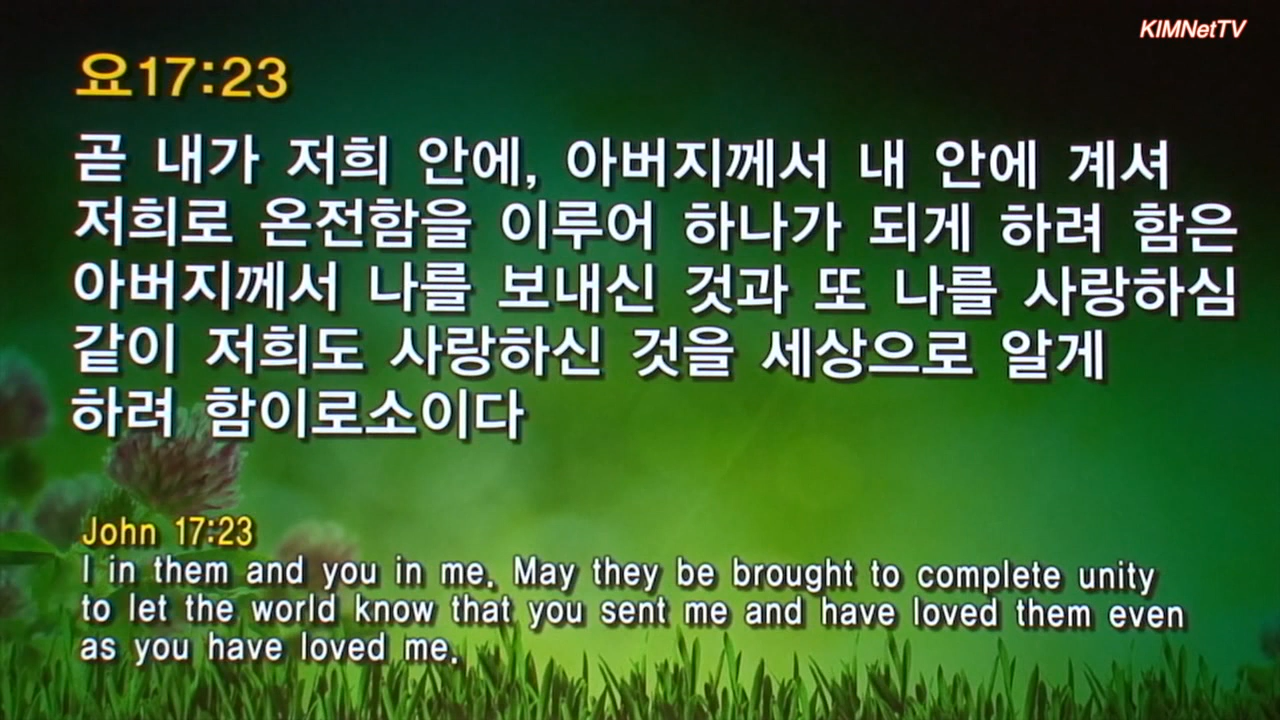 KIMNetTV
요17:23
곧 내가 저희 안에, 아버지께서 내 안에 계셔
저희로 온전함을 이루어 하나가 되게 하려 함은
아버지께서 나를 보내신 것과 또 나를 사랑하심
같이 저희도 사랑하신 것을 세상으로 알게
하려 함이로소이다
John 17:23
I in them and you in me. May they be brought to complete unity
to let the world know that you sent me and have loved them even
as you have loved me.